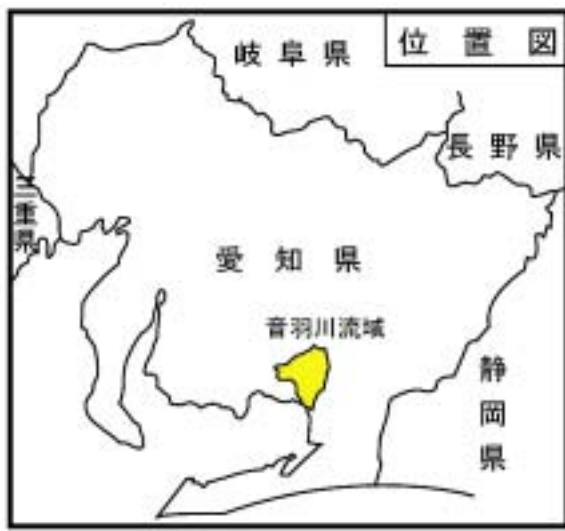 位置図
岐阜県
長野県
三重県
愛知県
音羽川流域
静岡県